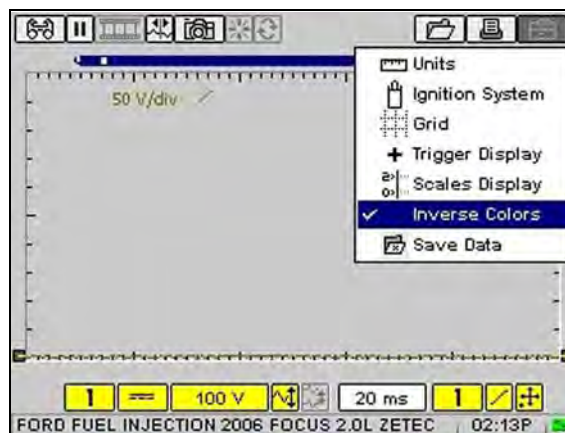 Units
50 V/div
Ignition System
Grid
Trigger Display
Scales Display
Inverse Colors
Save Data
1 100 V 20 ms 1
FORD FUEL INJECTION 2006 FOCUS 2.0L ZETEC 02:13P